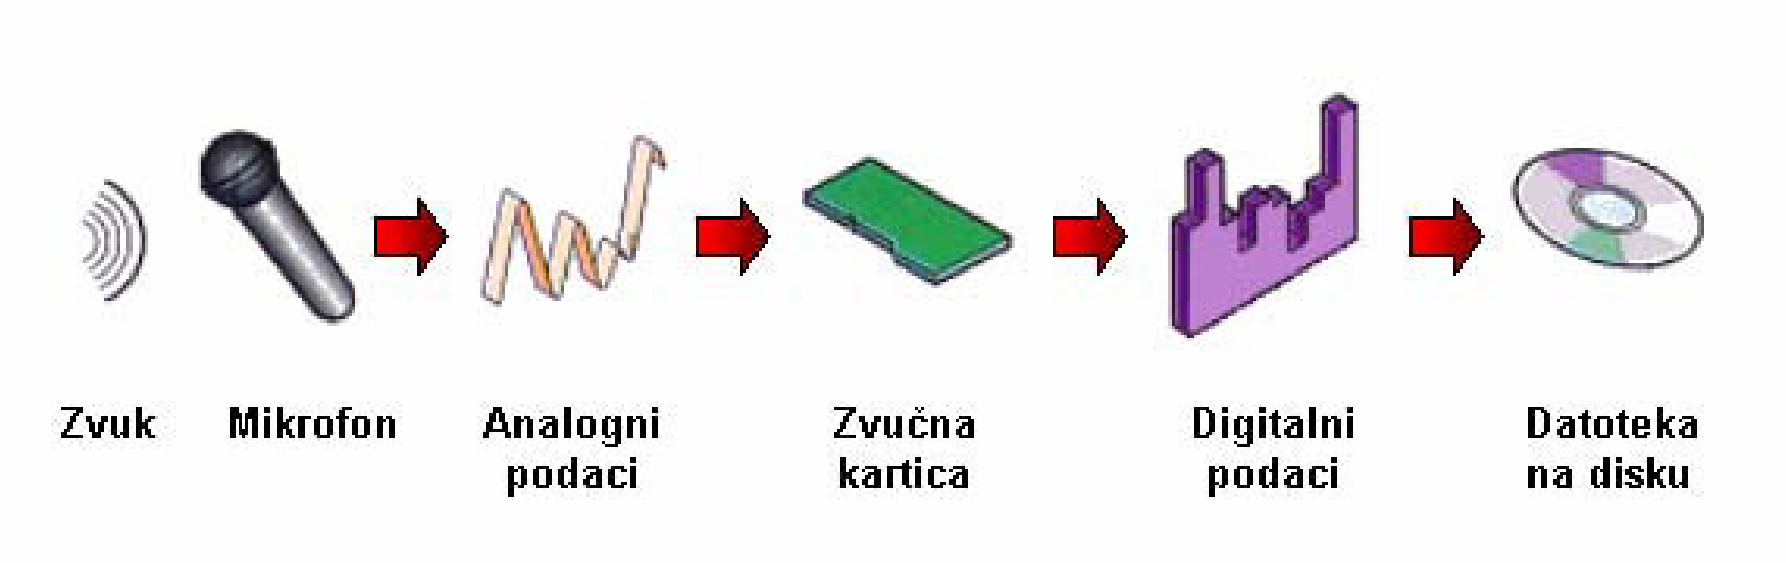 Zvuk
Mikrofon
Analogni
podaci
Zvučna
kartica
Digitalni
podaci
Datoteka
na disku